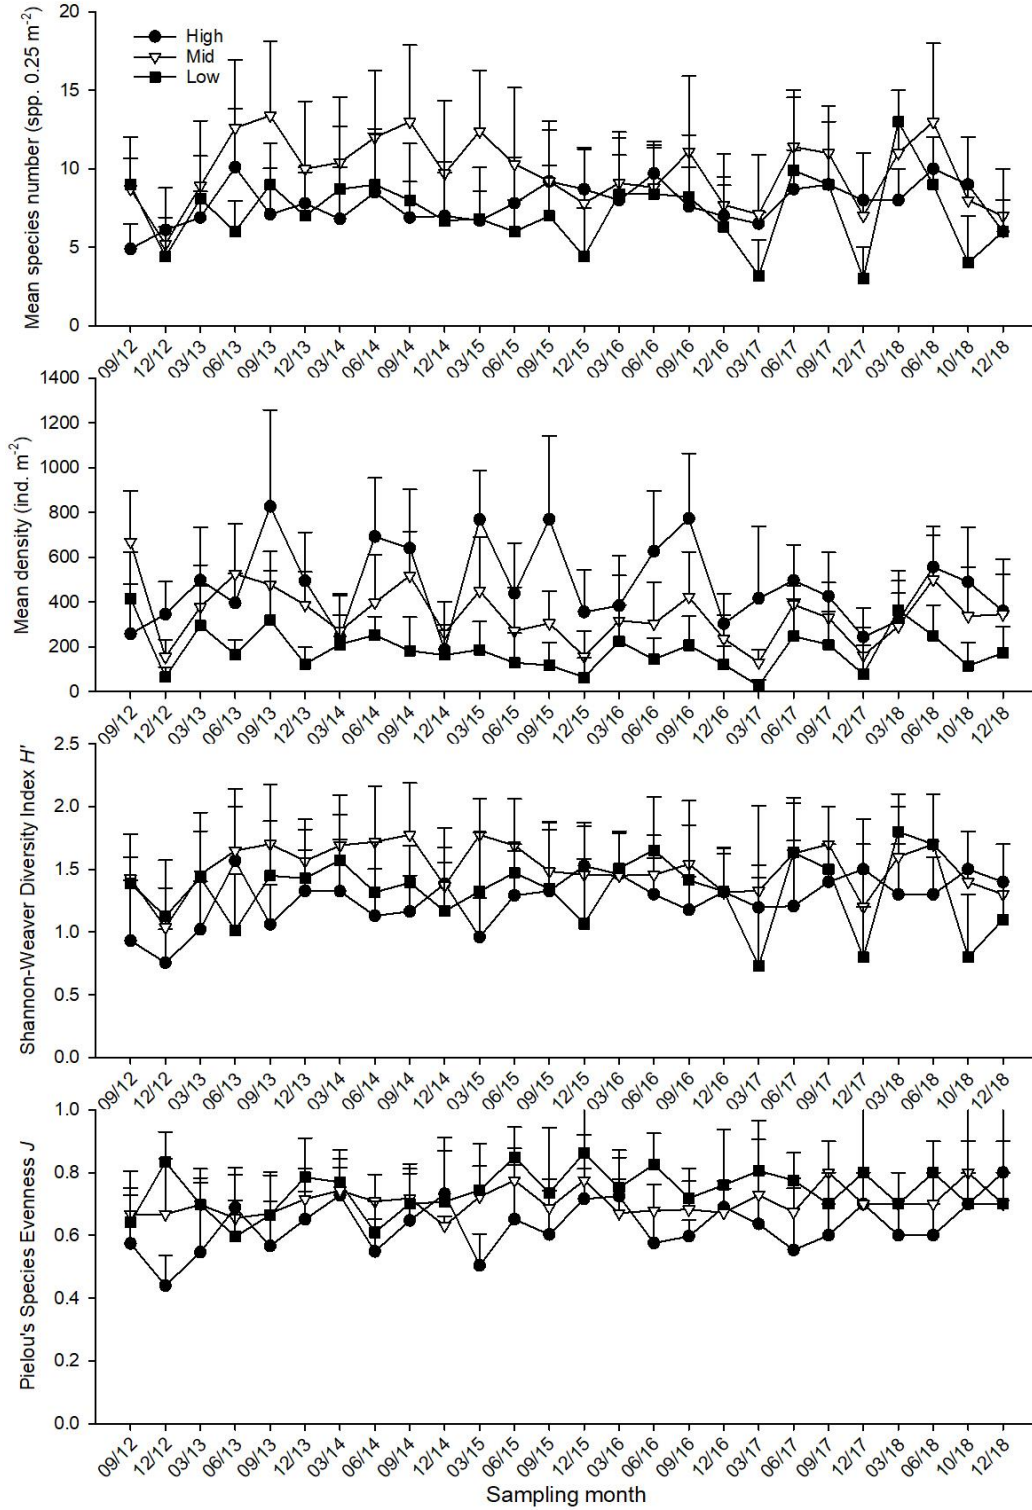 Mean species number (spp. 0.25 m⁻²)
20
15
10
5
0
High
Mid
Low
09/12 12/12 03/13 06/13 09/13 12/13 03/14 06/14 09/14 12/14 03/15 06/15 09/15 12/15 03/16 06/16 09/16 12/16 03/17 06/17 09/17 12/17 03/18 06/18 10/18 12/18
Mean density (ind. m⁻²)
1400
1200
1000
800
600
400
200
0
09/12 12/12 03/13 06/13 09/13 12/13 03/14 06/14 09/14 12/14 03/15 06/15 09/15 12/15 03/16 06/16 09/16 12/16 03/17 06/17 09/17 12/17 03/18 06/18 10/18 12/18
Shannon-Weaver Diversity Index H'
2.5
2.0
1.5
1.0
0.5
0.0
09/12 12/12 03/13 06/13 09/13 12/13 03/14 06/14 09/14 12/14 03/15 06/15 09/15 12/15 03/16 06/16 09/16 12/16 03/17 06/17 09/17 12/17 03/18 06/18 10/18 12/18
Pielou's Species Evenness J
1.0
0.8
0.6
0.4
0.2
0.0
09/12 12/12 03/13 06/13 09/13 12/13 03/14 06/14 09/14 12/14 03/15 06/15 09/15 12/15 03/16 06/16 09/16 12/16 03/17 06/17 09/17 12/17 03/18 06/18 10/18 12/18
Sampling month